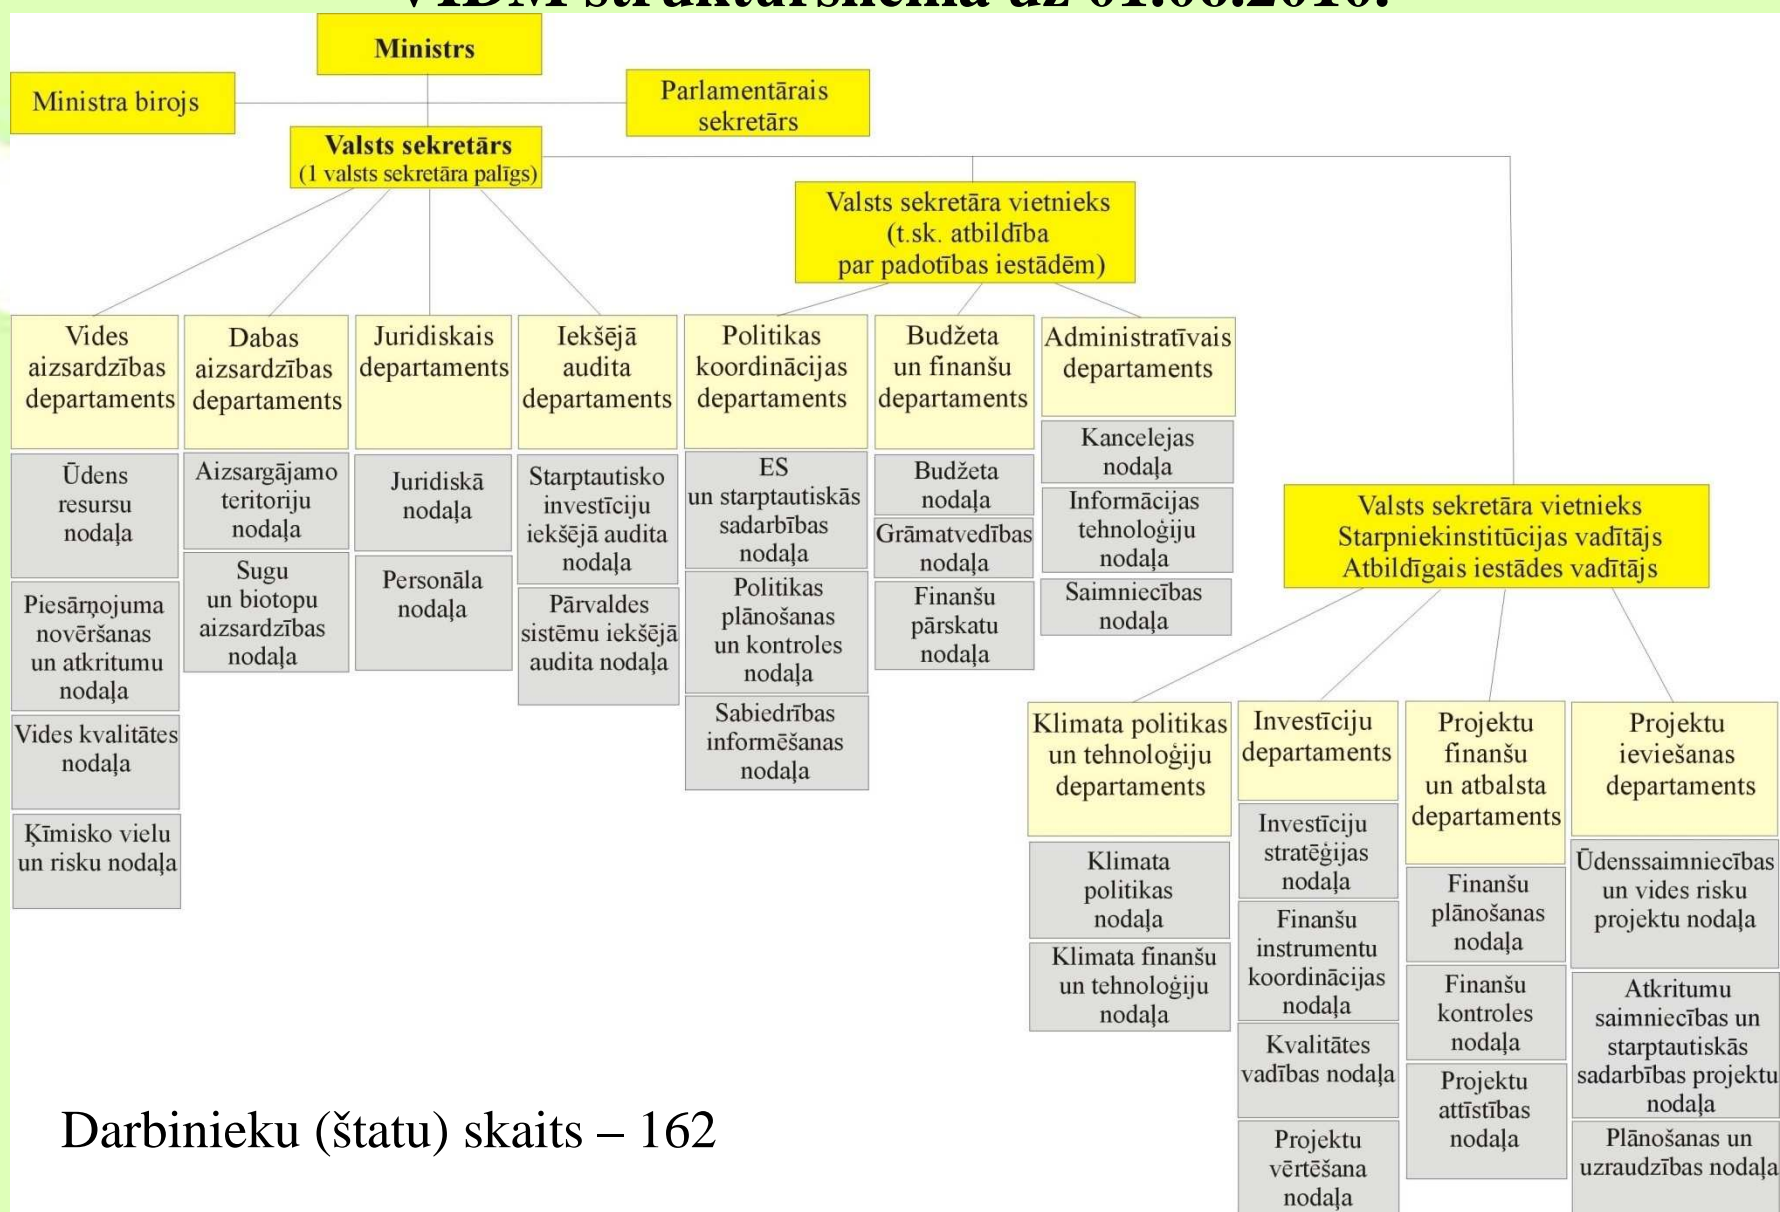 VIDM struktūrshēma uz 01.06.2010.
Ministrs
Ministra birojs
Parlamentārais
sekretārs
Valsts sekretārs
(1 valsts sekretāra palīgs)
Valsts sekretāra vietnieks
(t.sk. atbildība
par padotības iestādēm)
Vides
aizsardzības
departaments
Ūdens
resursu
nodaļa
Piesārņojuma
novēršanas
un atkritumu
nodaļa
Vides kvalitātes
nodaļa
Ķīmisko vielu
un risku nodaļa
Dabas
aizsardzības
departaments
Aizsargājamo
teritoriju
nodaļa
Sugu
un biotopu
aizsardzības
nodaļa
Juridiskais
departaments
Juridiskā
nodaļa
Personāla
nodaļa
Iekšējā
audita
departaments
Starptautisko
investīciju
iekšējā audita
nodaļa
Pārvaldes
sistēmu iekšējā
audita nodaļa
Politikas
koordinācijas
departaments
ES
un starptautiskās
sadarbības
nodaļa
Politikas
plānošanas
un kontroles
nodaļa
Sabiedrības
informēšanas
nodaļa
Budžeta
un finanšu
departaments
Budžeta
nodaļa
Grāmatvedības
nodaļa
Finanšu
pārskatu
nodaļa
Administratīvais
departaments
Kancelejas
nodaļa
Informācijas
tehnoloģiju
nodaļa
Saimniecības
nodaļa
Valsts sekretāra vietnieks
Starpniekinstitūcijas vadītājs
Atbildīgais iestādes vadītājs
Klimata politikas
un tehnoloģiju
departaments
Klimata
politikas
nodaļa
Klimata finanšu
un tehnoloģiju
nodaļa
Investīciju
departaments
Investīciju
stratēģijas
nodaļa
Finanšu
instrumentu
koordinācijas
nodaļa
Kvalitātes
vadības nodaļa
Projektu
vērtēšana
nodaļa
Projektu
finanšu
un atbalsta
departaments
Finanšu
plānošanas
nodaļa
Finanšu
kontroles
nodaļa
Projektu
attīstības
nodaļa
Projektu
ieviešanas
departaments
Ūdenssaimniecības
un vides risku
projektu nodaļa
Atkritumu
saimniecības un
starptautiskās
sadarbības projektu
nodaļa
Plānošanas un
uzraudzības nodaļa
Darbinieku (štatu) skaits – 162